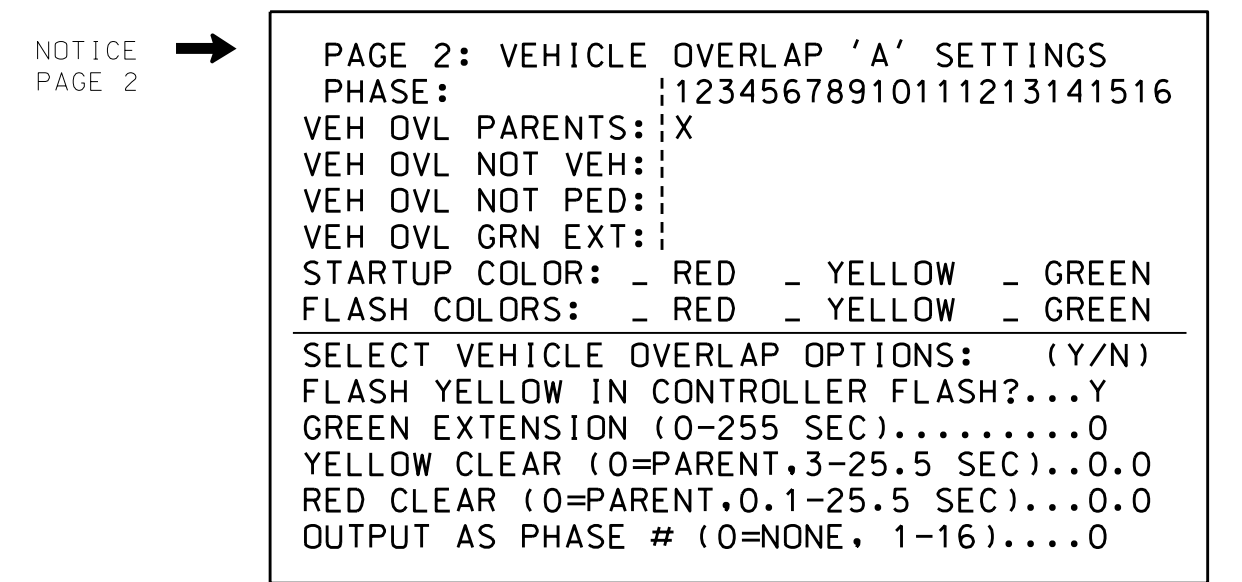 NOTICE
PAGE 2
PAGE 2: VEHICLE OVERLAP 'A' SETTINGS
PHASE: ¦12345678910111213141516
VEH OVL PARENTS:¦X
VEH OVL NOT VEH:¦
VEH OVL NOT PED:¦
VEH OVL GRN EXT:¦
STARTUP COLOR: _ RED _ YELLOW _ GREEN
FLASH COLORS: _ RED _ YELLOW _ GREEN
SELECT VEHICLE OVERLAP OPTIONS: (Y/N)
FLASH YELLOW IN CONTROLLER FLASH?...Y
GREEN EXTENSION (0-255 SEC).........0
YELLOW CLEAR (0=PARENT,3-25.5 SEC)..0.0
RED CLEAR (0=PARENT,0.1-25.5 SEC)...0.0
OUTPUT AS PHASE # (0=NONE, 1-16)....0